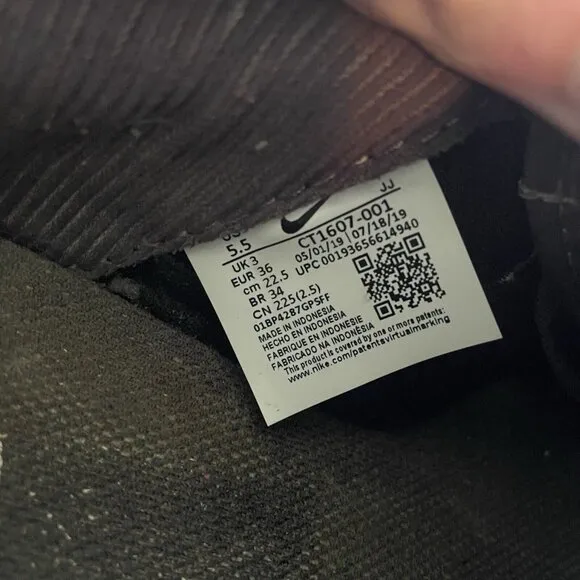 JJ
5.5
CT1607-001
UK 3
05/01/19 | 07/18/19
EUR 36
UPC 00193656614940
cm 22.5
BR 34
CN 225(2.5)
01BP4287GPSFF
MADE IN INDONESIA
HECHO EN INDONESIA
FABRIQUE EN INDONESIE
FABRICADO NA INDONÉSIA
This product is covered by one or more patents:
www.nike.com/patentsvirtualmarking